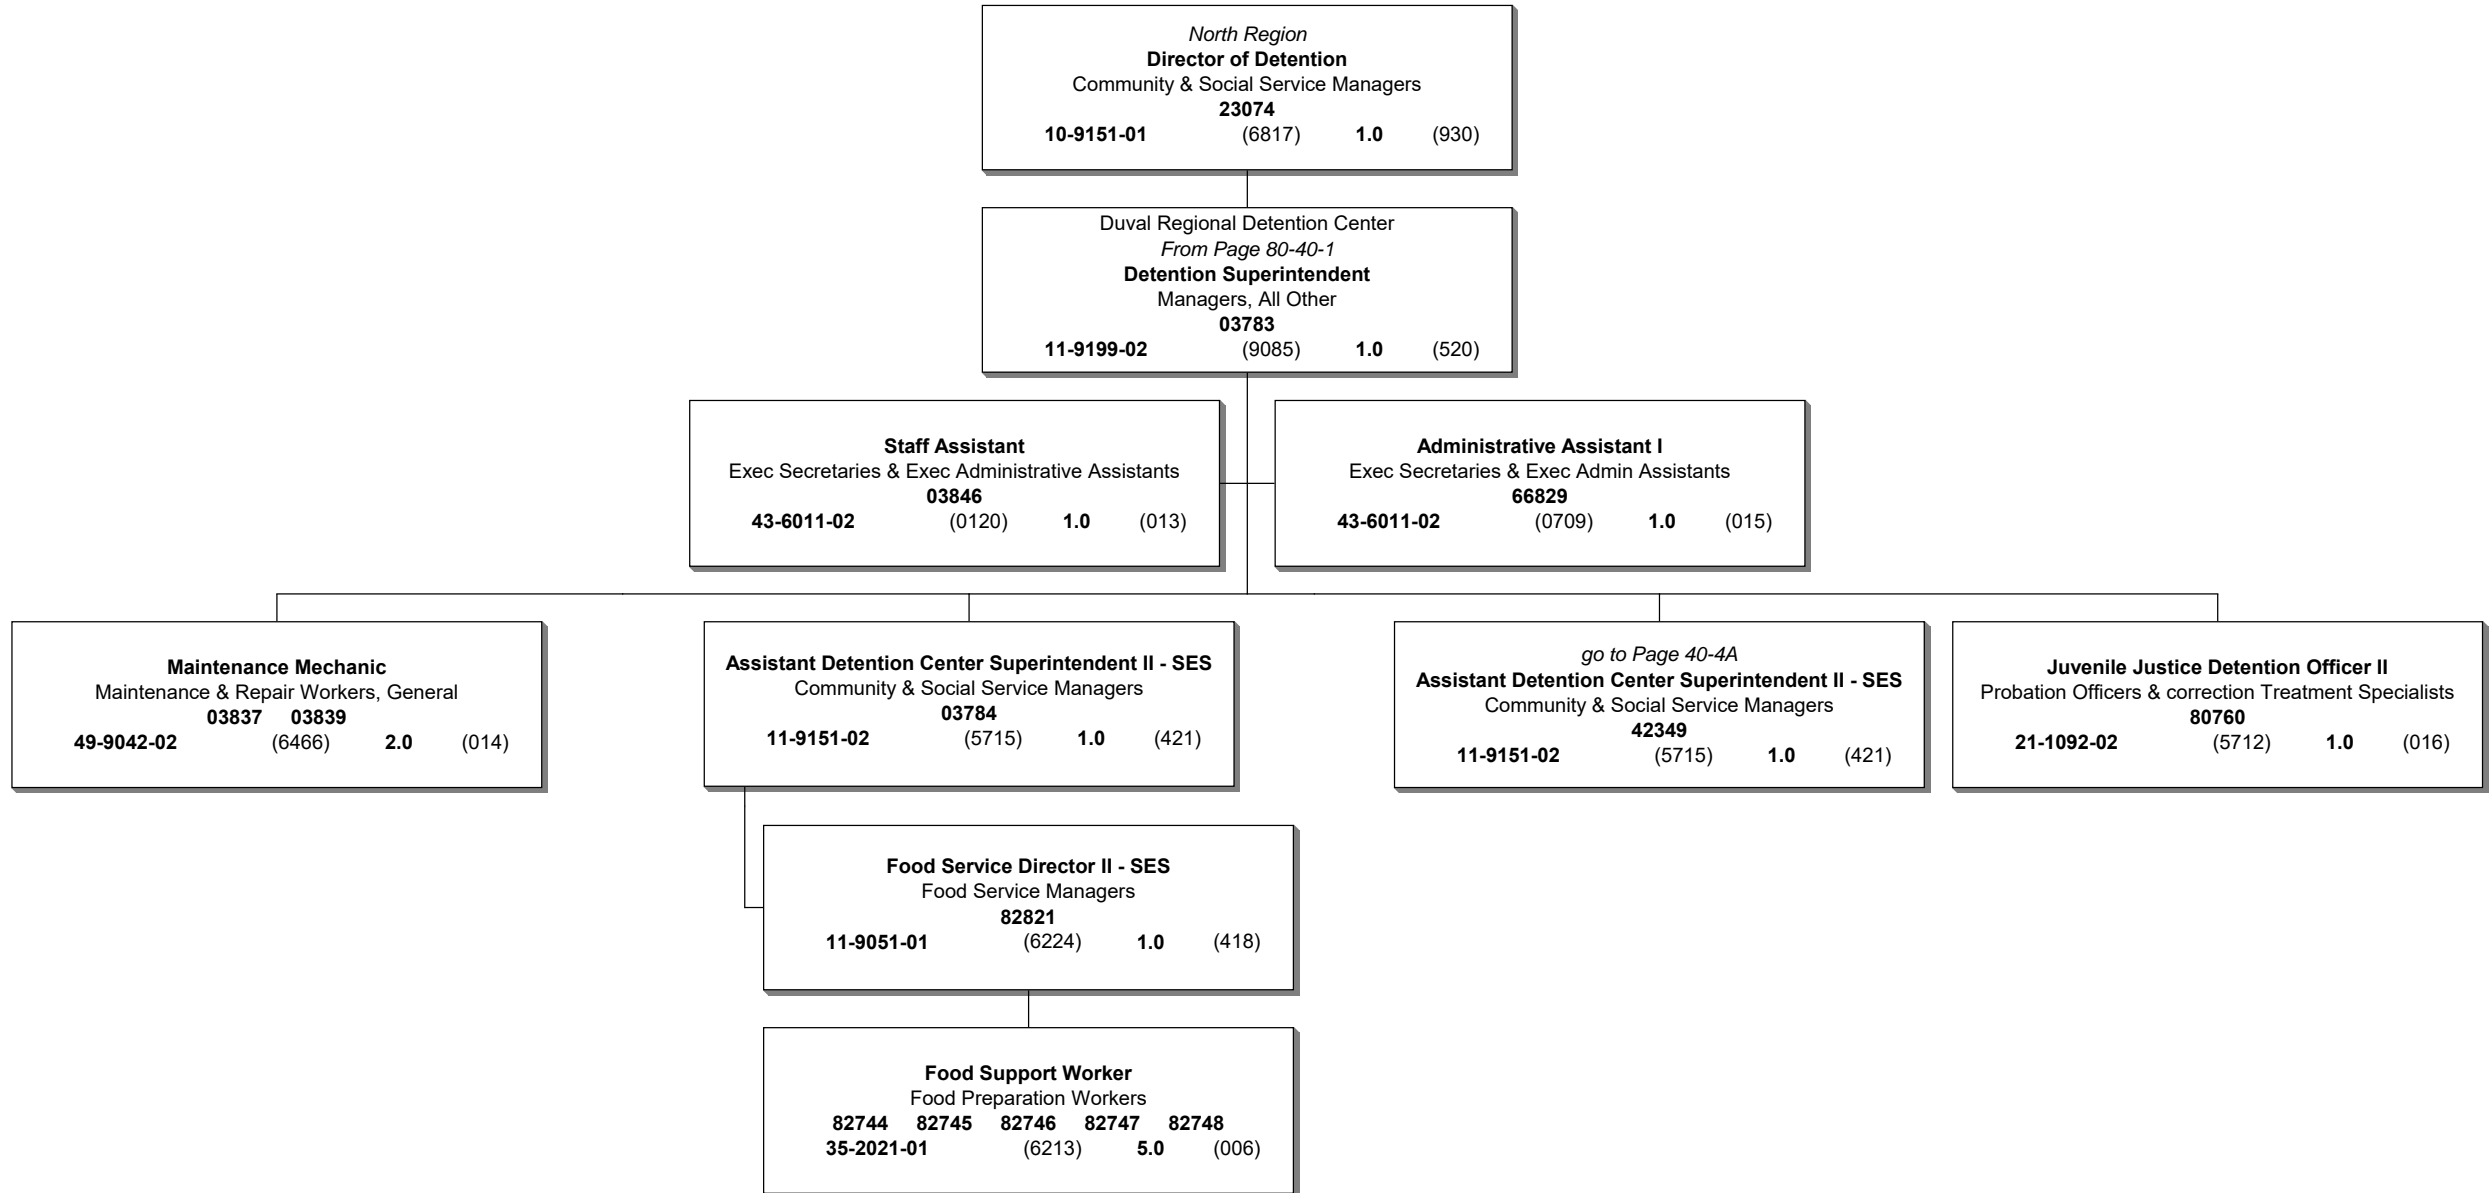 North Region
Director of Detention
Community & Social Service Managers
23074
10-9151-01 (6817) 1.0 (930)
Duval Regional Detention Center
From Page 80-40-1
Detention Superintendent
Managers, All Other
03783
11-9199-02 (9085) 1.0 (520)
Staff Assistant
Exec Secretaries & Exec Administrative Assistants
03846
43-6011-02 (0120) 1.0 (013)
Administrative Assistant I
Exec Secretaries & Exec Admin Assistants
66829
43-6011-02 (0709) 1.0 (015)
Maintenance Mechanic
Maintenance & Repair Workers, General
03837 03839
49-9042-02 (6466) 2.0 (014)
Assistant Detention Center Superintendent II - SES
Community & Social Service Managers
03784
11-9151-02 (5715) 1.0 (421)
go to Page 40-4A
Assistant Detention Center Superintendent II - SES
Community & Social Service Managers
42349
11-9151-02 (5715) 1.0 (421)
Juvenile Justice Detention Officer II
Probation Officers & correction Treatment Specialists
80760
21-1092-02 (5712) 1.0 (016)
Food Service Director II - SES
Food Service Managers
82821
11-9051-01 (6224) 1.0 (418)
Food Support Worker
Food Preparation Workers
82744 82745 82746 82747 82748
35-2021-01 (6213) 5.0 (006)